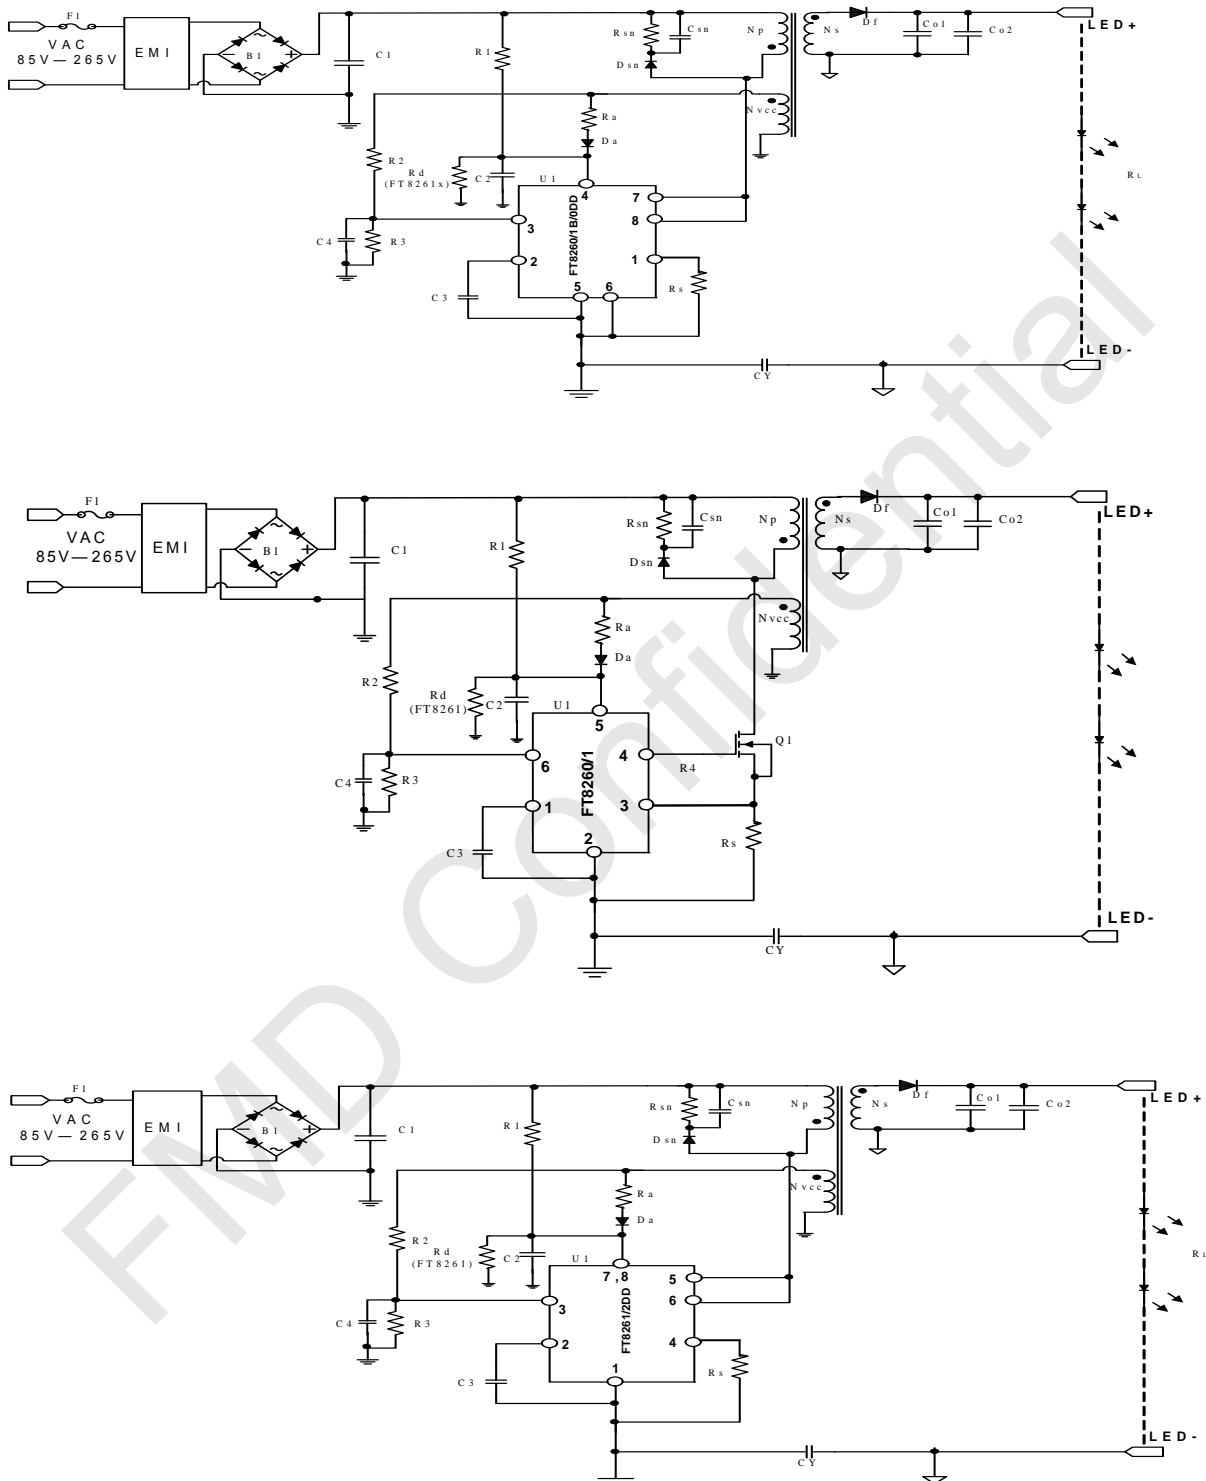 F1
VAC
85V—265V
EMI
B1
C1
R1
Rsn
Csn
Dsn
Np
Ns
Df
Co1
Co2
LED+
Nvcc
Ra
Da
R2
Rd
(FT8261x)
C2
U1
4
7
8
3
2
1
5
6
FT8260/1B/0DD
C4
R3
C3
Rs
RL
LED-
CY
F1
VAC
85V—265V
EMI
B1
C1
R1
Rsn
Csn
Dsn
Np
Ns
Df
Co1
Co2
LED+
Nvcc
Ra
Da
R2
Rd
(FT8261)
C2
U1
5
6
4
1
3
2
FT8260/1
R4
Q1
C4
R3
C3
Rs
LED-
CY
F1
VAC
85V—265V
EMI
B1
C1
R1
Rsn
Csn
Dsn
Np
Ns
Df
Co1
Co2
LED+
Nvcc
Ra
Da
R2
Rd
(FT8261)
C2
U1
7,8
5
6
3
2
4
1
FT8261/2DD
C4
R3
C3
Rs
RL
LED-
CY
FMD Confidential